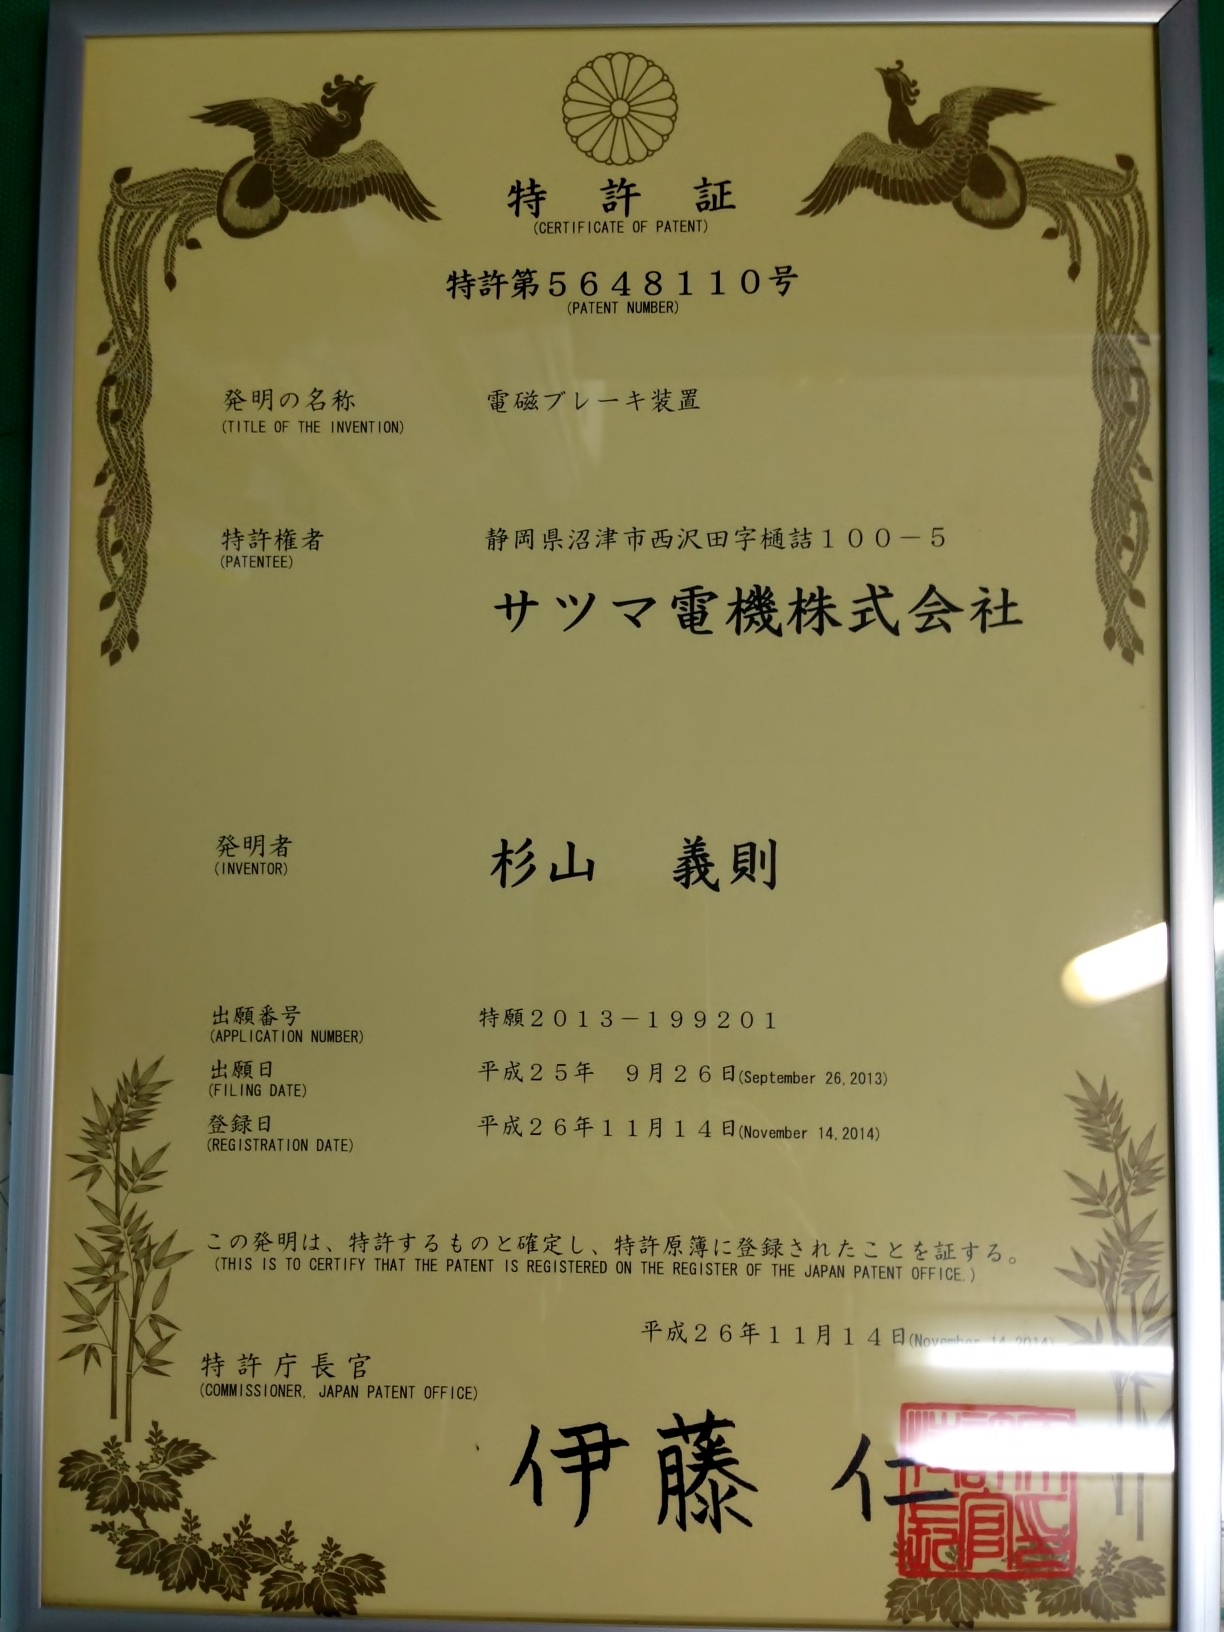 特許証
(CERTIFICATE OF PATENT)
特許第5648110号
(PATENT NUMBER)
発明の名称 電磁ブレーキ装置
(TITLE OF THE INVENTION)
特許権者 静岡県沼津市西沢田字樋詰100-5
(PATENTEE)
サツマ電機株式会社
発明者 杉山 義則
(INVENTOR)
出願番号 特願2013-199201
(APPLICATION NUMBER)
出願日 平成25年 9月26日(September 26,2013)
(FILING DATE)
登録日 平成26年11月14日(November 14,2014)
(REGISTRATION DATE)
この発明は、特許するものと確定し、特許原簿に登録されたことを証する。
(THIS IS TO CERTIFY THAT THE PATENT IS REGISTERED ON THE REGISTER OF THE JAPAN PATENT OFFICE.)
平成26年11月14日(November 14,2014)
特許庁長官
(COMMISSIONER, JAPAN PATENT OFFICE)
伊藤 仁